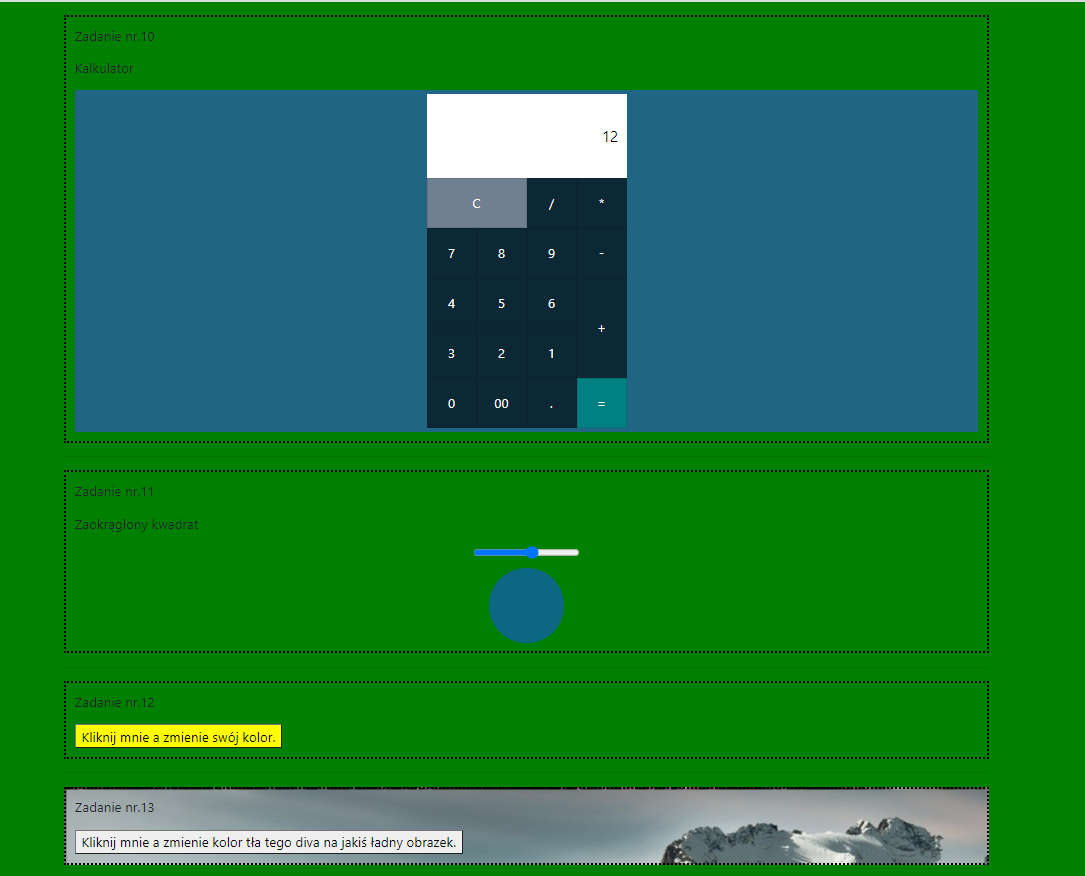 Zadanie nr.10
Kalkulator
12
C / *
7 8 9 -
4 5 6
+
3 2 1
0 00 . =
Zadanie nr.11
Zaokrąglony kwadrat
Zadanie nr.12
Kliknij mnie a zmienie swój kolor.
Zadanie nr.13
Kliknij mnie a zmienie kolor tła tego diva na jakiś ładny obrazek.